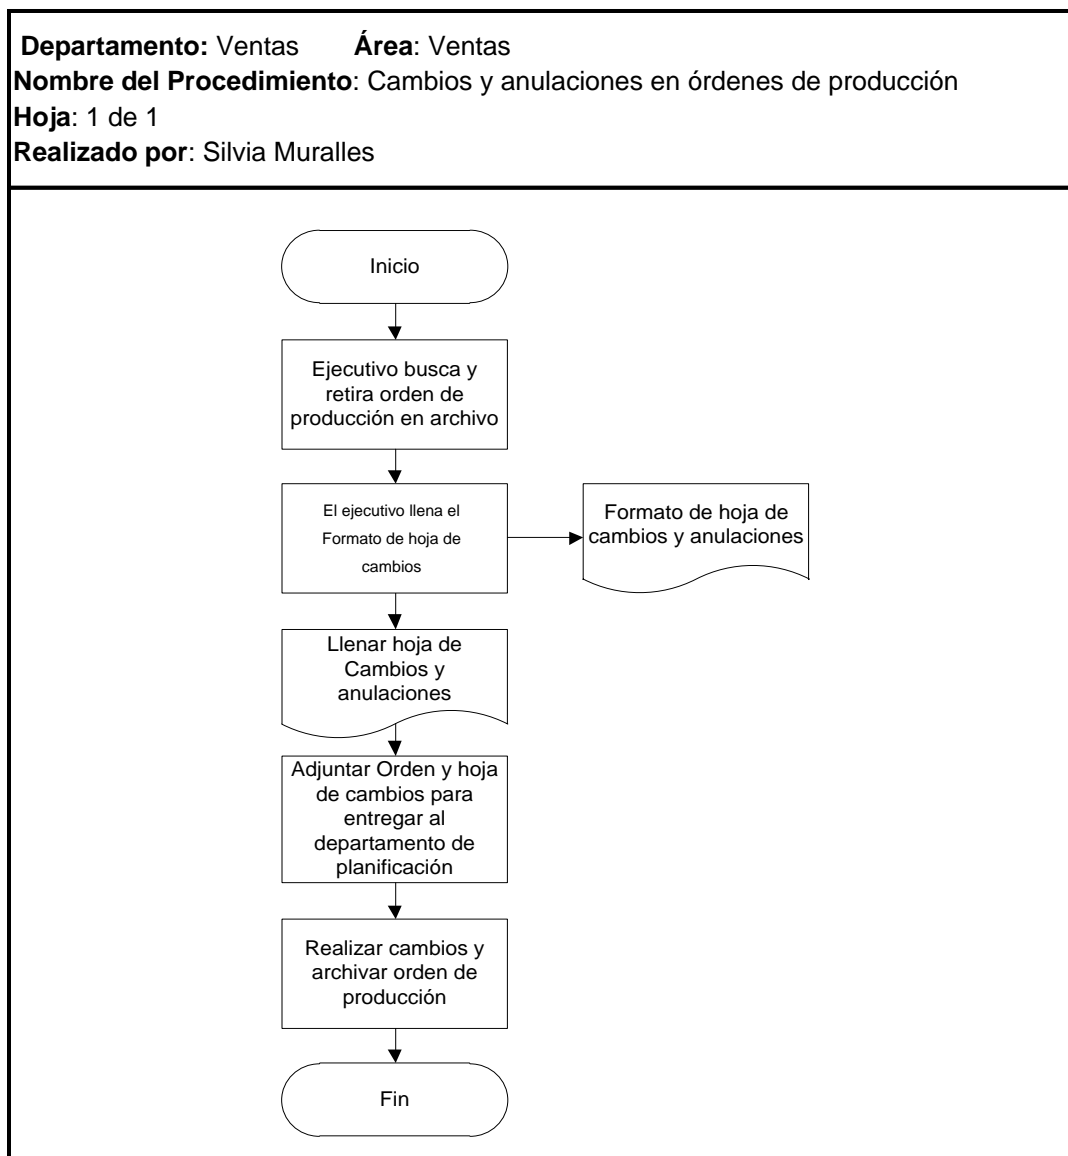 Departamento: Ventas Área: Ventas
Nombre del Procedimiento: Cambios y anulaciones en órdenes de producción
Hoja: 1 de 1
Realizado por: Silvia Muralles
Inicio
Ejecutivo busca y
retira orden de
producción en archivo
El ejecutivo llena el
Formato de hoja de
cambios
Formato de hoja de
cambios y anulaciones
Llenar hoja de
Cambios y
anulaciones
Adjuntar Orden y hoja
de cambios para
entregar al
departamento de
planificación
Realizar cambios y
archivar orden de
producción
Fin